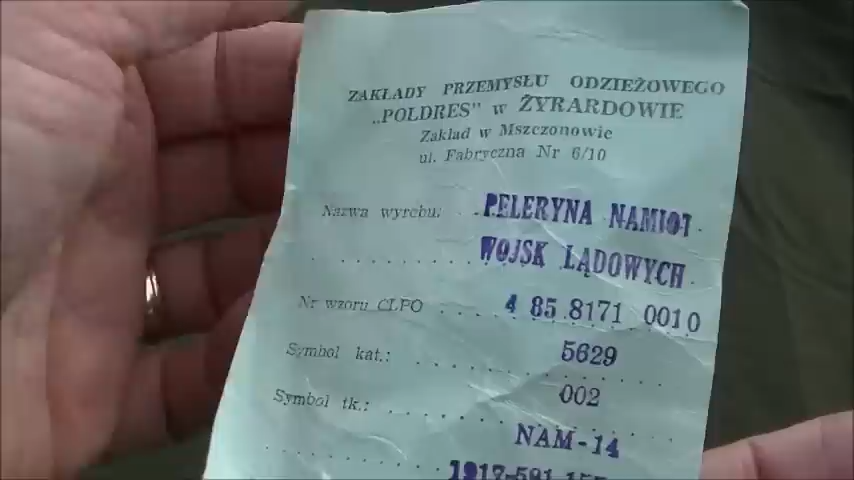 ZAKŁADY PRZEMYSŁU ODZIEŻOWEGO
„POLDRES" w ŻYRARDOWIE
Zakład w Mszczonowie
ul. Fabryczna Nr 6/10
Nazwa wyrobu: PELERYNA NAMIOT
WOJSK LĄDOWYCH
Nr wzoru CLPO 4 85 8171 0010
Symbol kat.: 5629
002
Symbol tk.: NAM-14